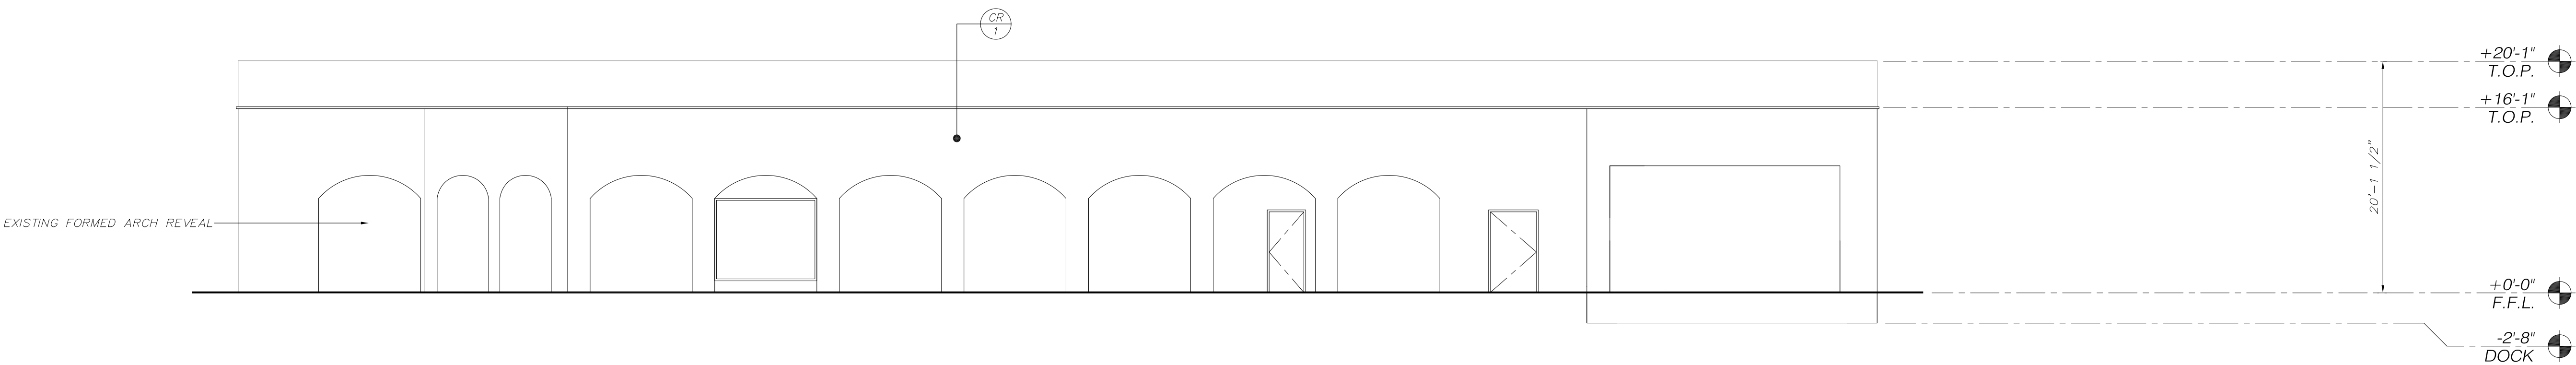 CR
1
+20'-1"
T.O.P.
+16'-1"
T.O.P.
20'-1 1/2"
EXISTING FORMED ARCH REVEAL
+0'-0"
F.F.L.
-2'-8"
DOCK